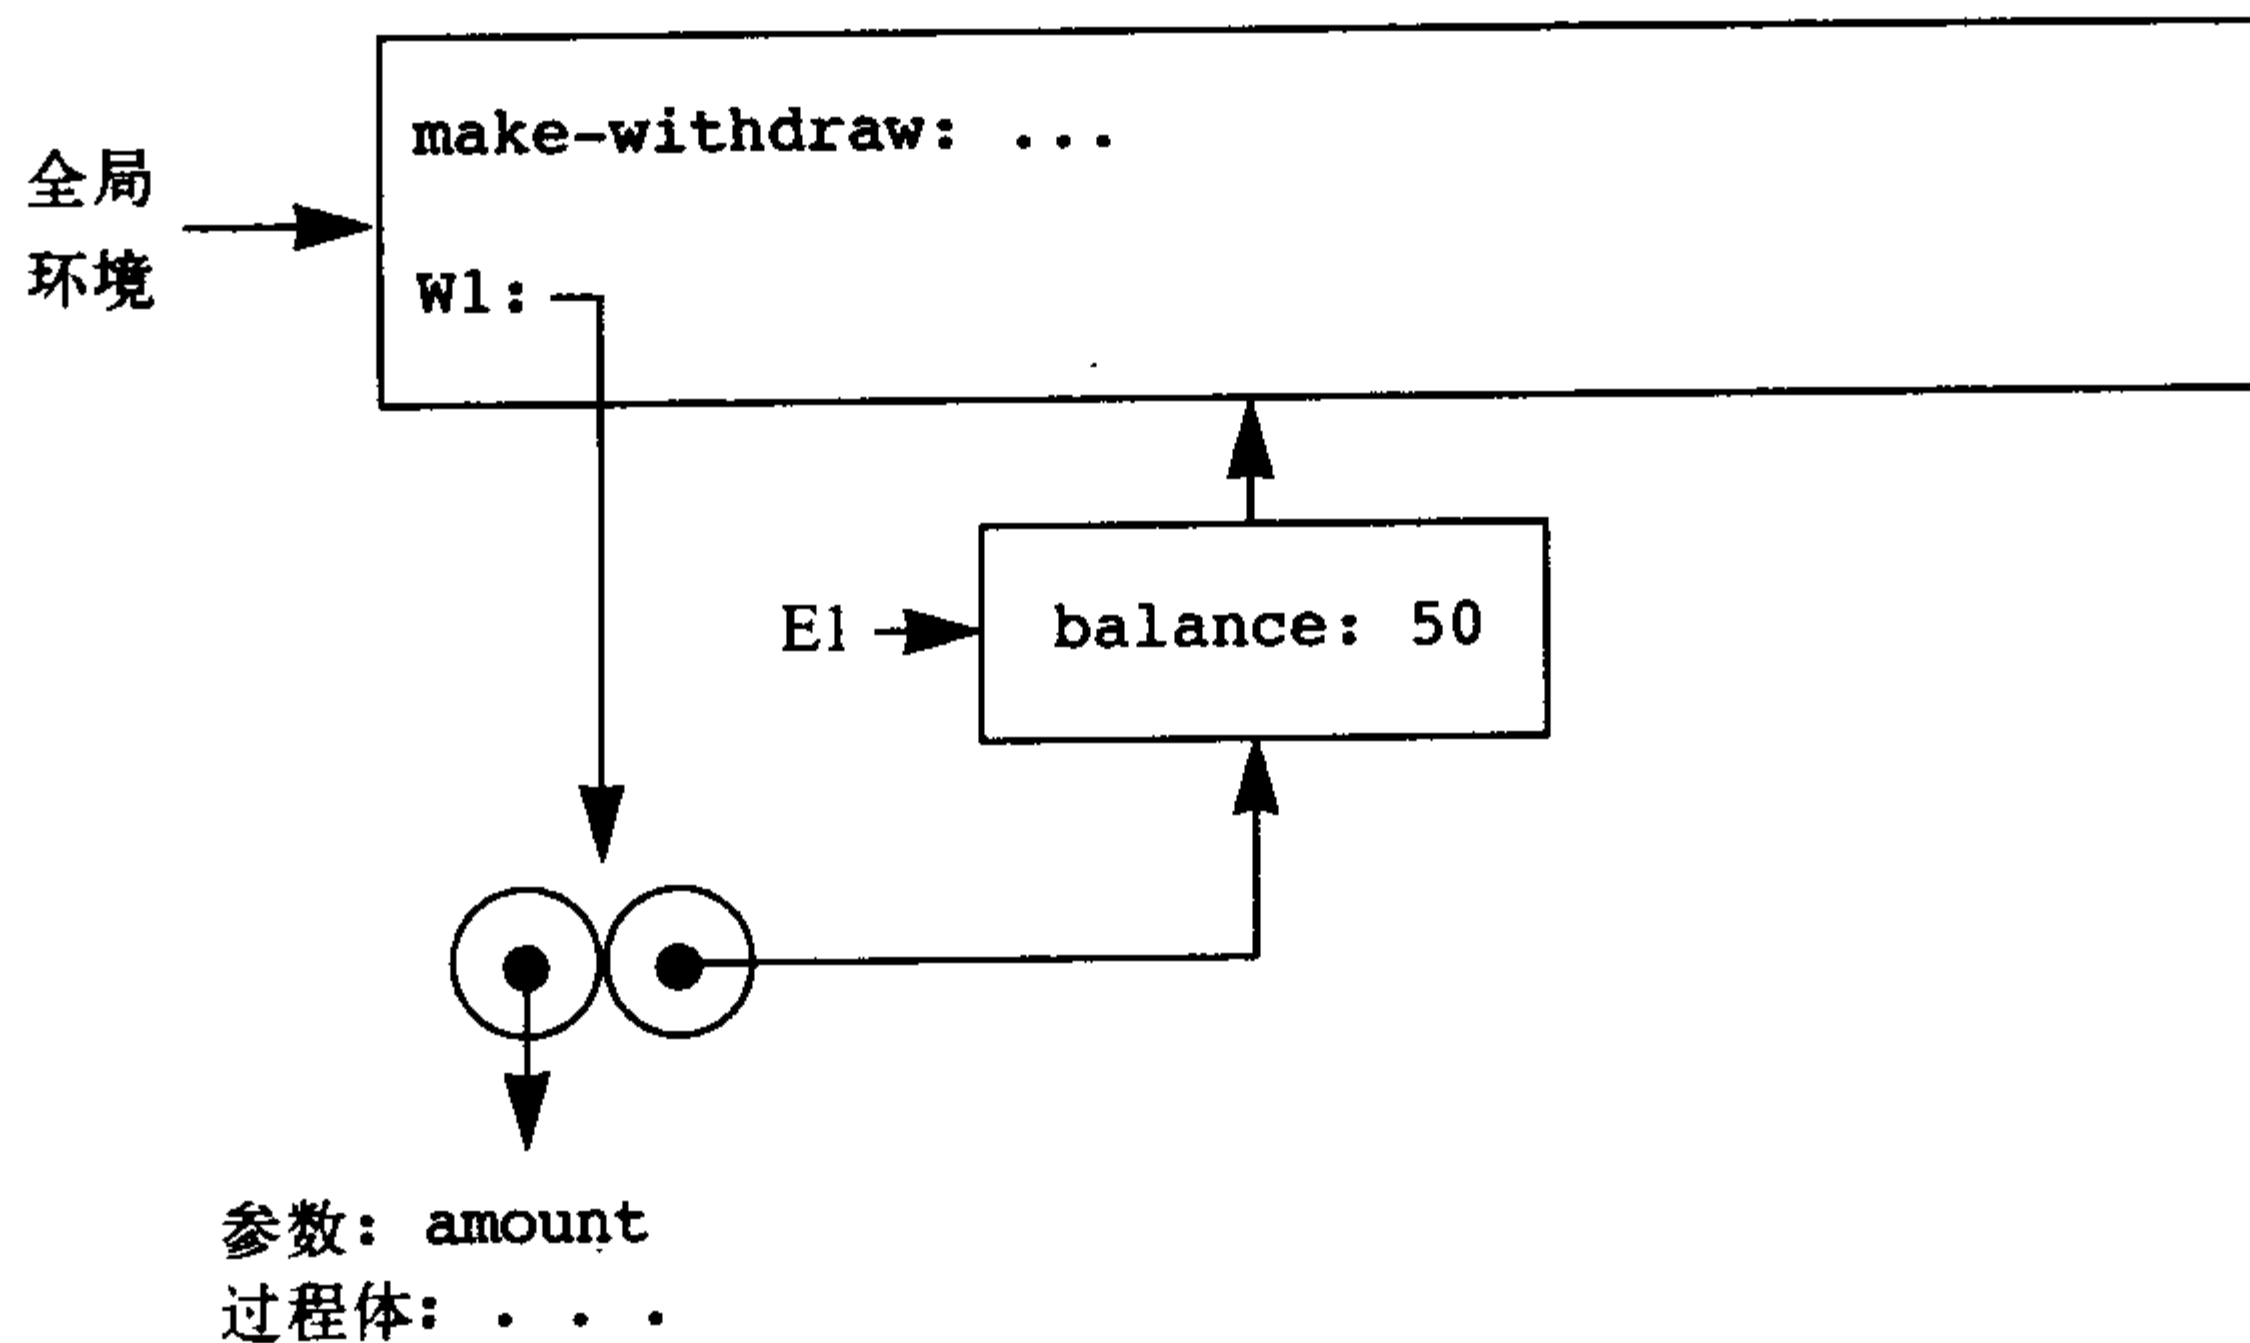 make-withdraw: ...
全局
环境
W1:
E1
balance: 50
参数: amount
过程体: . . .